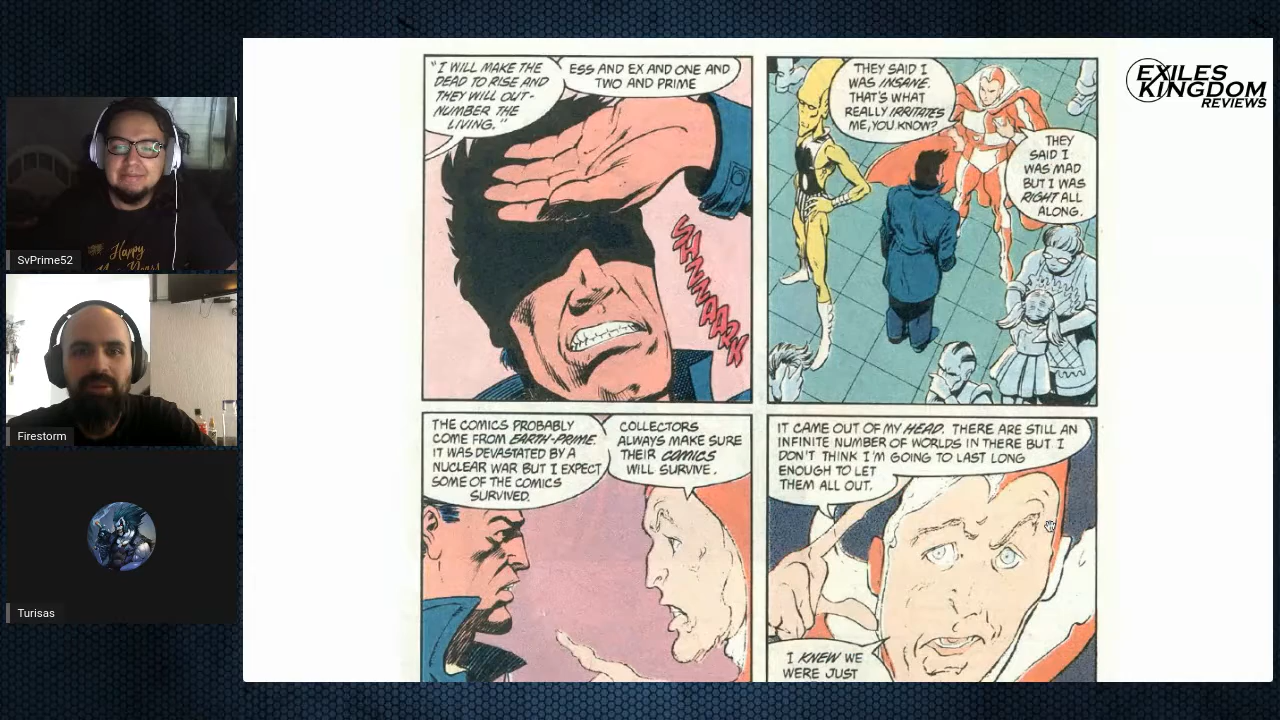 "I WILL MAKE THE
DEAD TO RISE AND
THEY WILL OUT-
NUMBER THE
LIVING."
ESS AND EX AND ONE AND
TWO AND PRIME
SHNNAARK
THEY SAID I
WAS INSANE.
THAT'S WHAT
REALLY IRRITATES
ME, YOU KNOW?
THEY
SAID I
WAS MAD
BUT I WAS
RIGHT ALL
ALONG.
EXILES
KINGDOM
REVIEWS
SvPrime52
Happy
Firestorm
Turisas
THE COMICS PROBABLY
COME FROM EARTH-PRIME.
IT WAS DEVASTATED BY A
NUCLEAR WAR BUT I EXPECT
SOME OF THE COMICS
SURVIVED.
COLLECTORS
ALWAYS MAKE SURE
THEIR COMICS
WILL SURVIVE.
IT CAME OUT OF MY HEAD. THERE ARE STILL AN
INFINITE NUMBER OF WORLDS IN THERE BUT I
DON'T THINK I'M GOING TO LAST LONG
ENOUGH TO LET
THEM ALL OUT.
I KNEW WE
WERE JUST